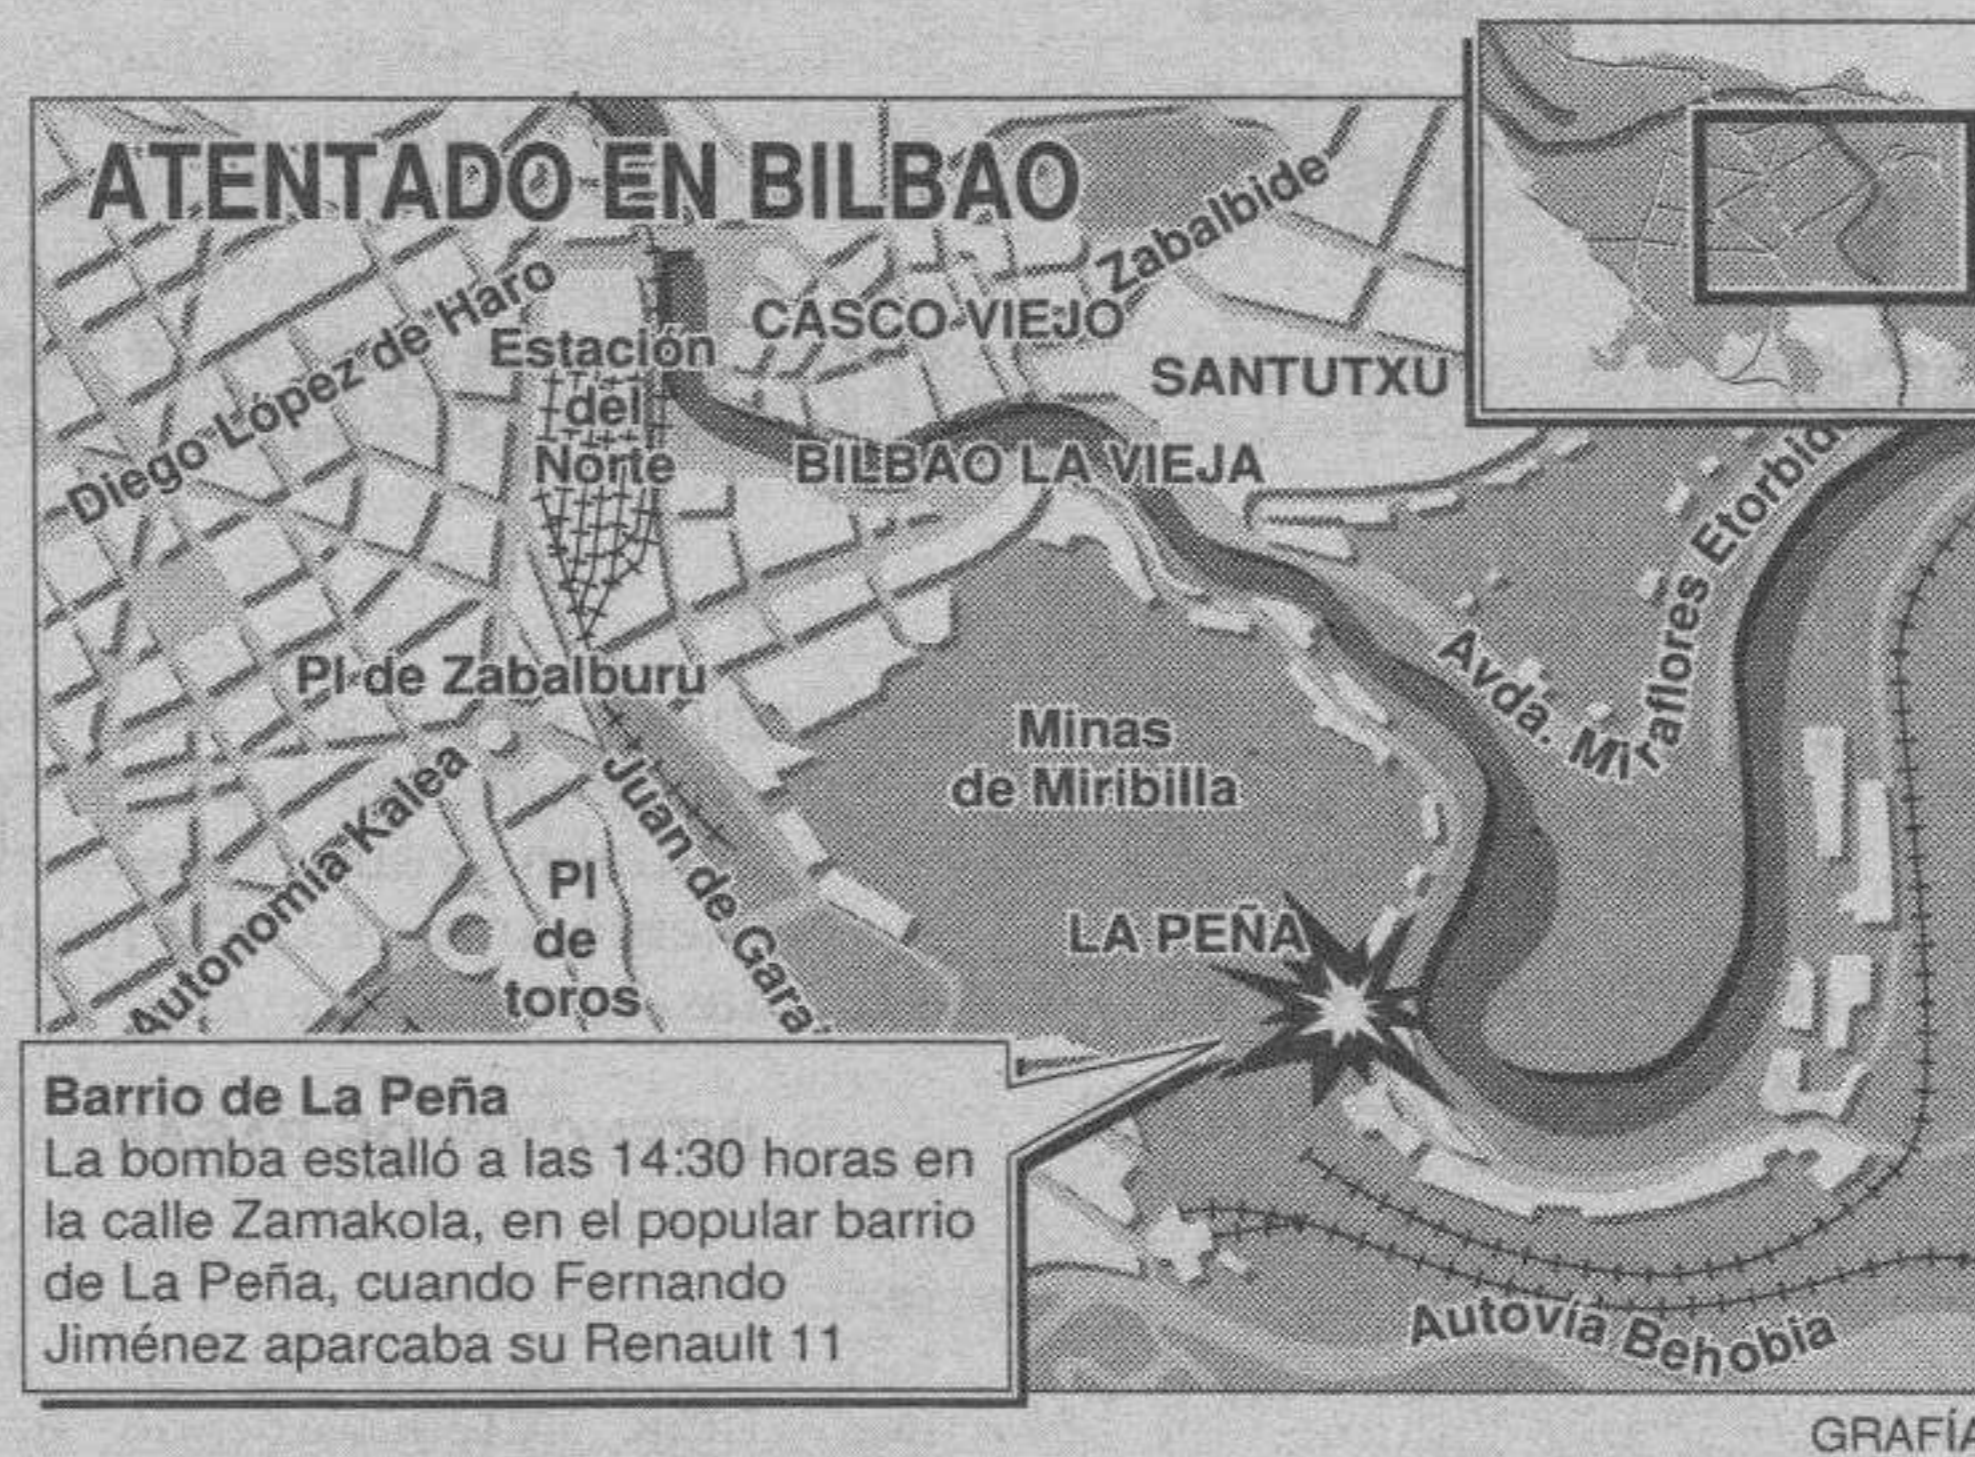 ATENTADO EN BILBAO
Zabalbide
Diego López de Haro
CASCO VIEJO
Estación
del
Norte
SANTUTXU
BILBAO LA VIEJA
Avda. Miraflores
Pl de Zabalburu
Minas
de Miribilla
Autonomía Kalea
Juan de
Pl
de
toros
LA PEÑA
Barrio de La Peña
La bomba estalló a las 14:30 horas en
la calle Zamakola, en el popular barrio
de La Peña, cuando Fernando
Jiménez aparcaba su Renault 11
Autovía Behobia